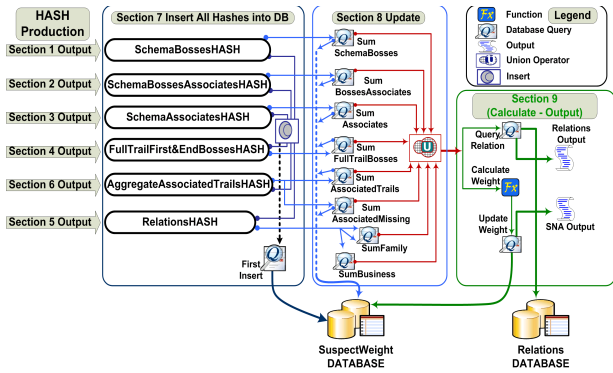 HASH
Production
Section 7 Insert All Hashes into DB
Section 8 Update
Fx
Function
Legend
Q
Database Query
Output
U
Union Operator
Insert
Section 1 Output
SchemaBossesHASH
Q
Sum
SchemaBosses
Section 2 Output
SchemaBossesAssociatesHASH
Q
Sum
BossesAssociates
Section 3 Output
SchemaAssociatesHASH
Q
Sum
Associates
Section 4 Output
FullTrailFirst&EndBossesHASH
Q
Sum
FullTrailBosses
Section 6 Output
AggregateAssociatedTrailsHASH
Q
Sum
AssociatedTrails
Section 5 Output
RelationsHASH
Q
Sum
AssociatedMissing
Q
SumFamily
Q
SumBusiness
U
Q
First
Insert
Section 9
(Calculate - Output)
Query
Relation
Q
Relations
Output
Calculate
Weight
Fx
Update
Weight
Q
SNA Output
SuspectWeight
DATABASE
Relations
DATABASE